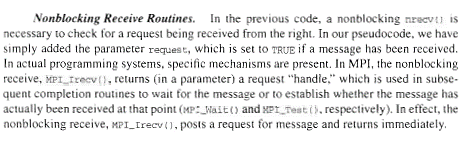 Nonblocking Receive Routines. In the previous code, a nonblocking nrecv() is
necessary to check for a request being received from the right. In our pseudocode, we have
simply added the parameter request, which is set to TRUE if a message has been received.
In actual programming systems, specific mechanisms are present. In MPI, the nonblocking
receive, MPI_Irecv(), returns (in a parameter) a request “handle,” which is used in subse-
quent completion routines to wait for the message or to establish whether the message has
actually been received at that point (MPI_Wait() and MPI_Test(), respectively). In effect, the
nonblocking receive, MPI_Irecv(), posts a request for message and returns immediately.